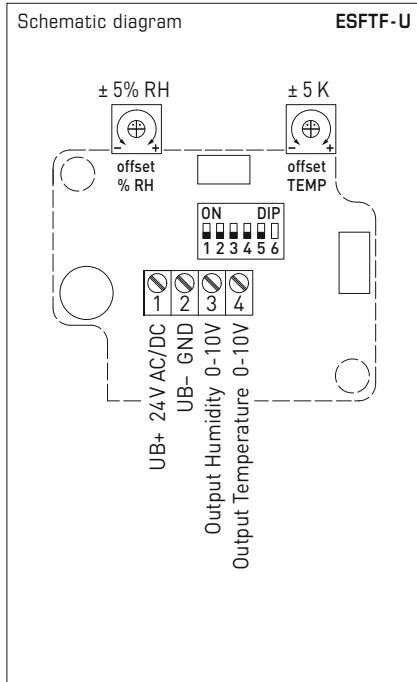 Schematic diagram ESFTF-U
± 5% RH ± 5 K
- + - +
offset
% RH
offset
TEMP
ON DIP
1 2 3 4 5 6
1 2 3 4
UB+ 24V AC/DC
UB– GND
Output Humidity 0-10V
Output Temperature 0-10V